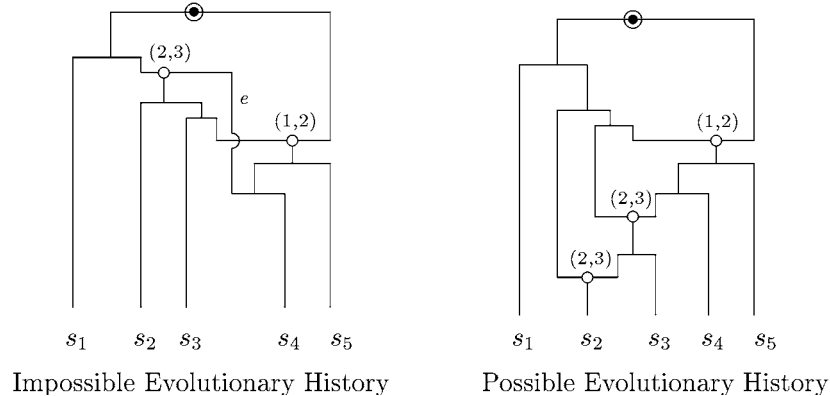 (2,3)
e
(1,2)
s1 s2 s3 s4 s5
Impossible Evolutionary History
(1,2)
(2,3)
(2,3)
s1 s2 s3 s4 s5
Possible Evolutionary History